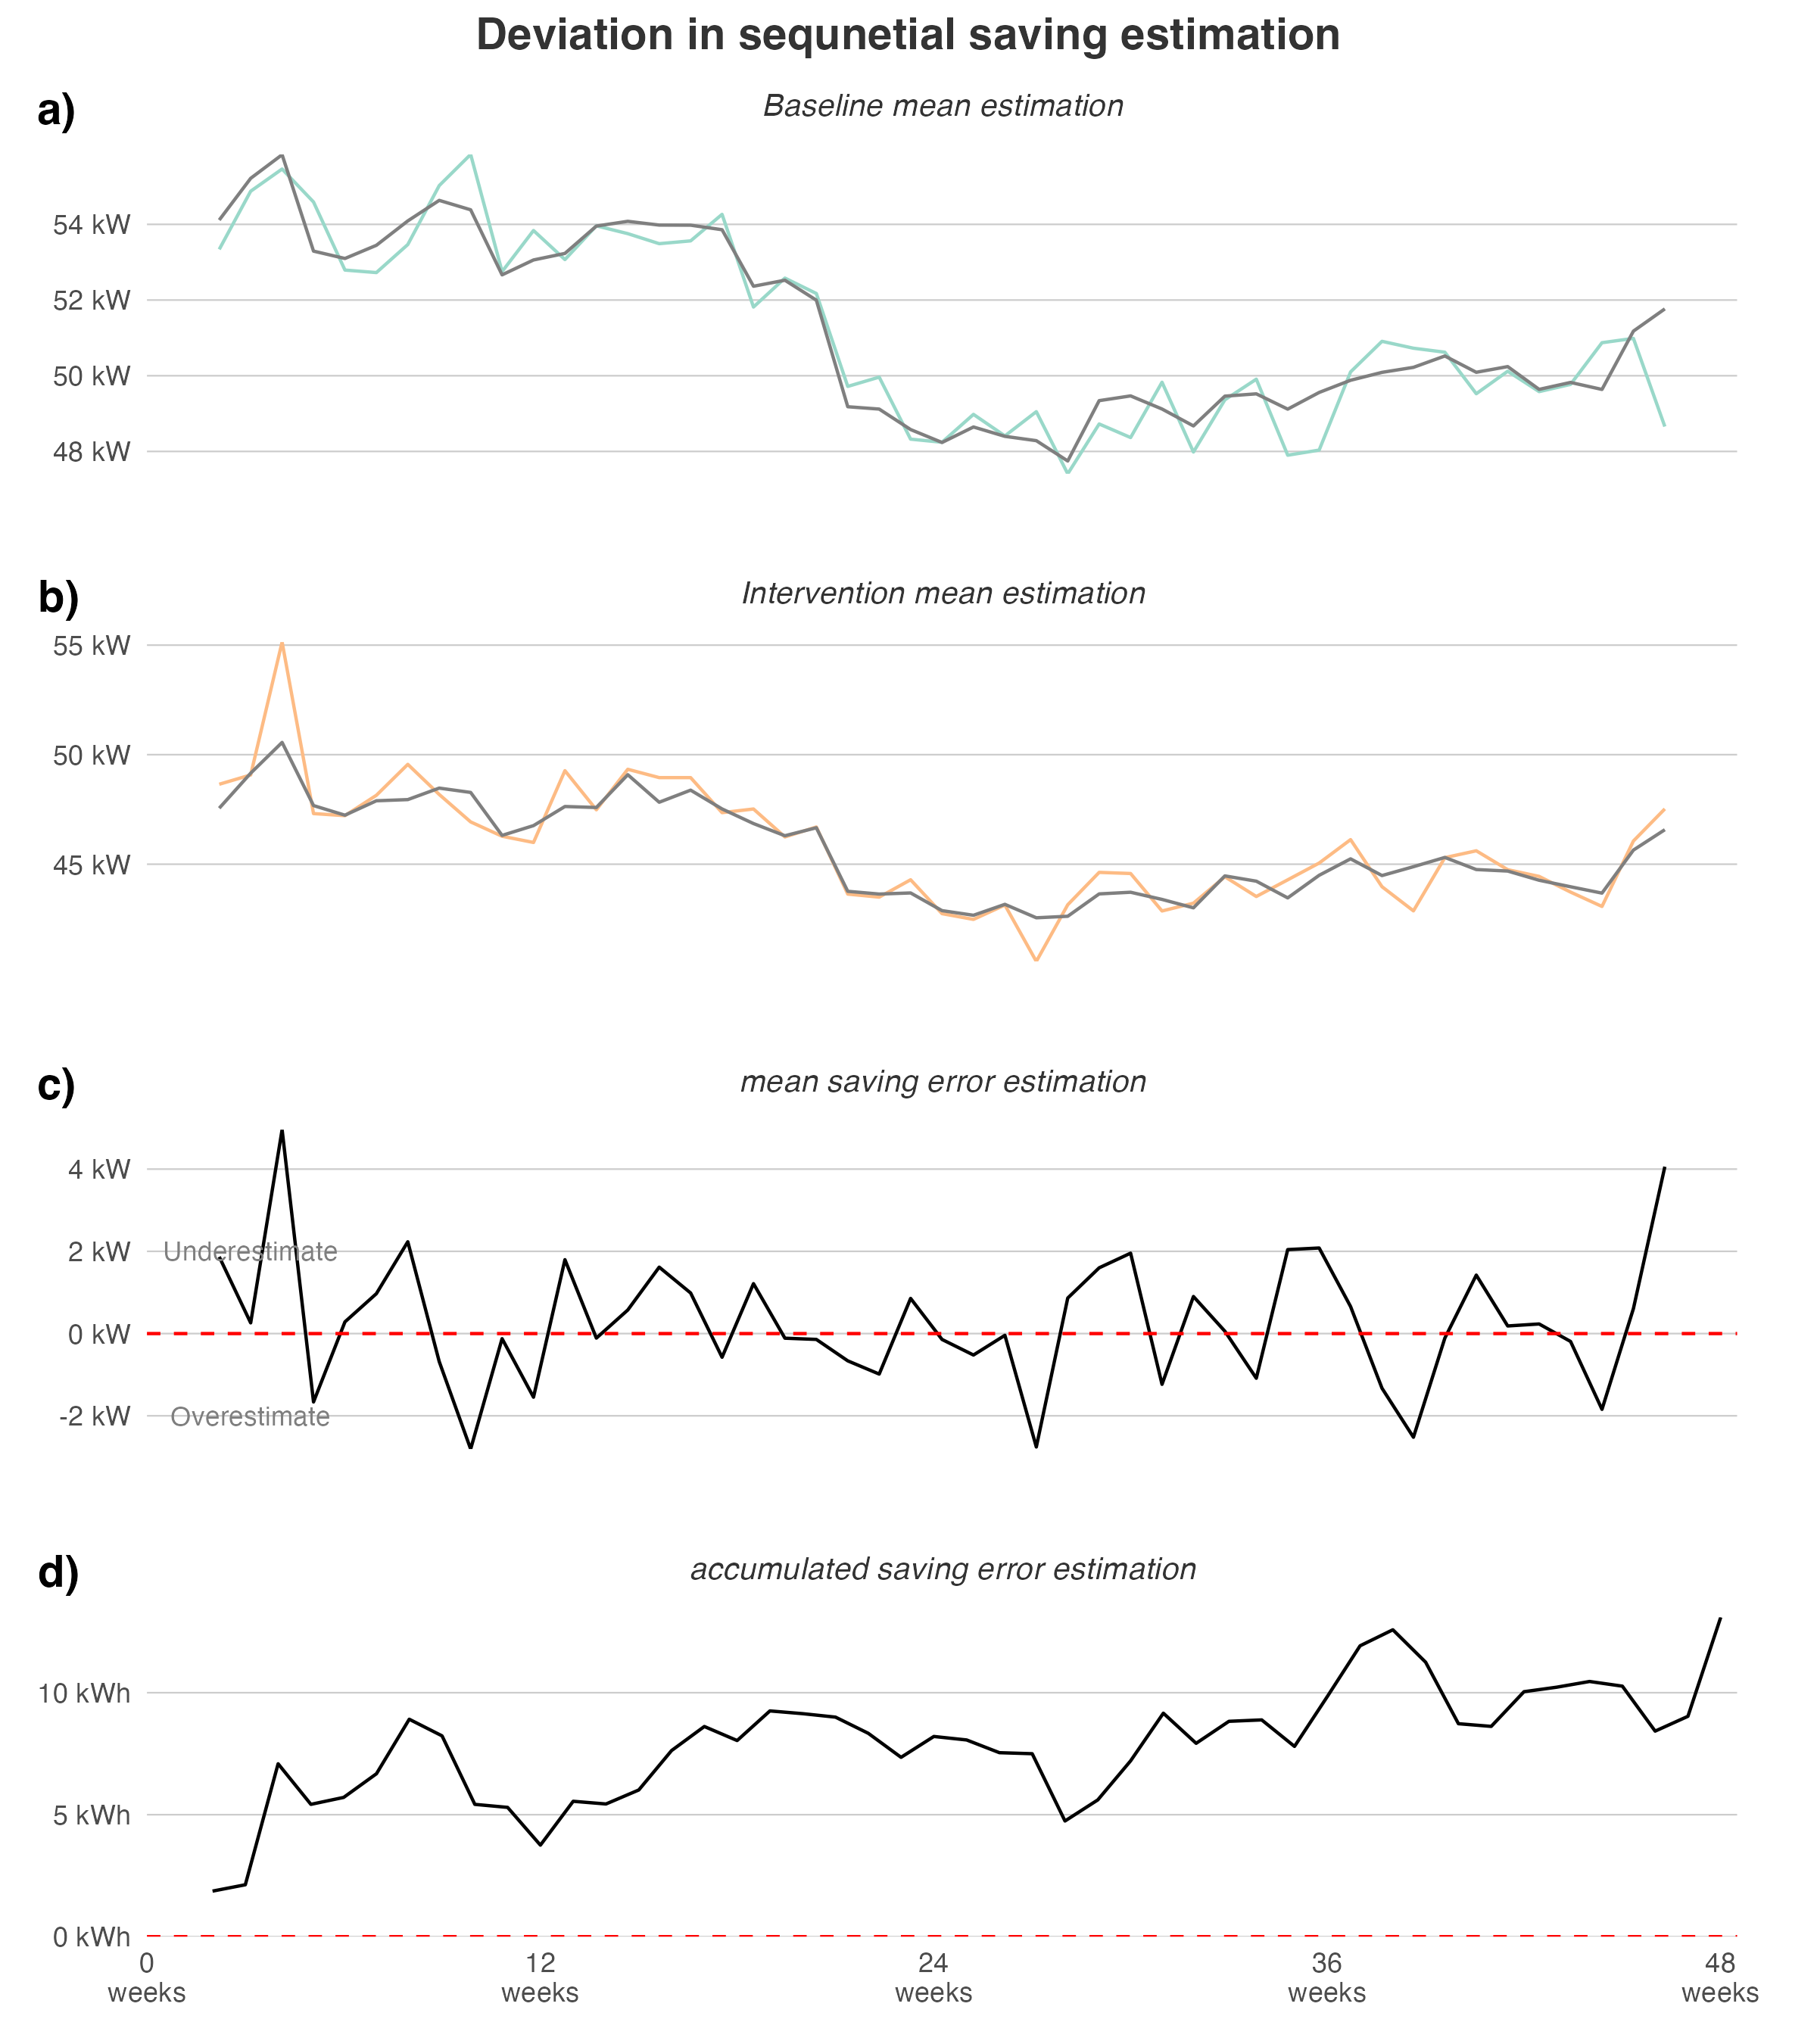 Deviation in sequnetial saving estimation
a)
Baseline mean estimation
54 kW
52 kW
50 kW
48 kW
b)
Intervention mean estimation
55 kW
50 kW
45 kW
c)
mean saving error estimation
4 kW
2 kW
Underestimate
0 kW
-2 kW
Overestimate
d)
accumulated saving error estimation
10 kWh
5 kWh
0 kWh
0 12 24 36 48
weeks weeks weeks weeks weeks